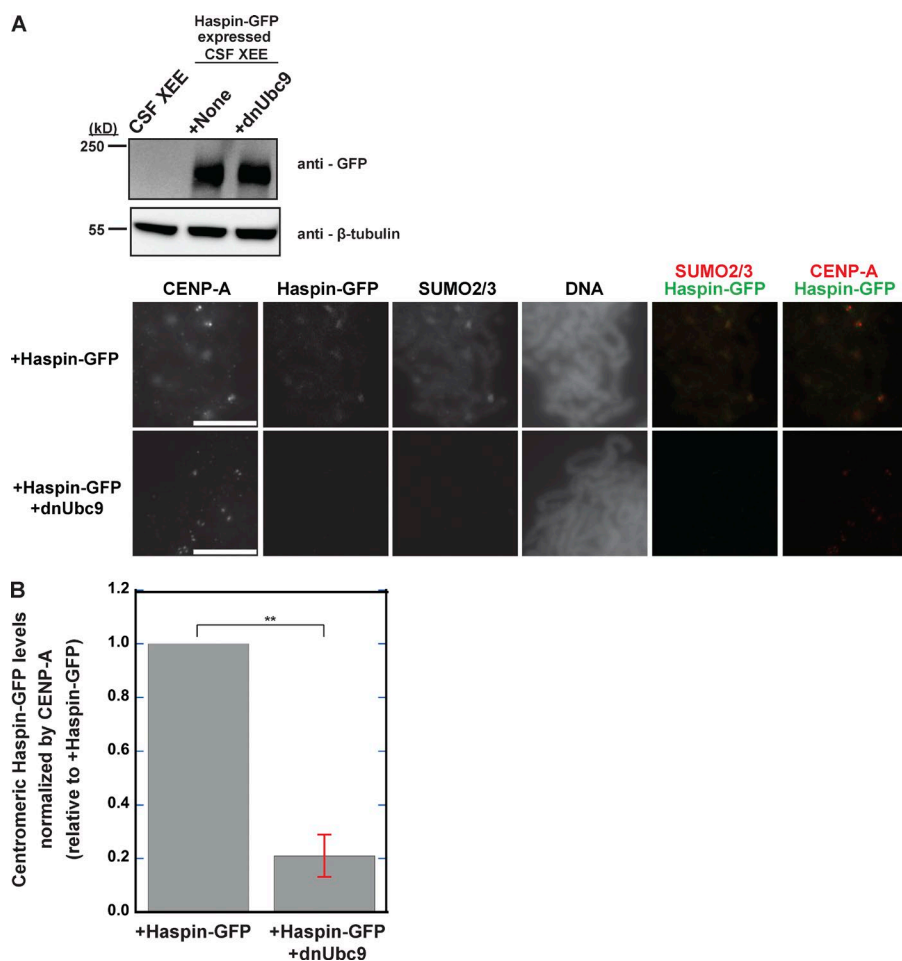 A
Haspin-GFP
expressed
CSF XEE
CSF XEE
+None
+dnUbc9
(kD)
250
anti - GFP
55
anti - β-tubulin
CENP-A
Haspin-GFP
SUMO2/3
DNA
SUMO2/3
Haspin-GFP
CENP-A
Haspin-GFP
+Haspin-GFP
+Haspin-GFP
+dnUbc9
B
Centromeric Haspin-GFP levels
normalized by CENP-A
(relative to +Haspin-GFP)
1.2
1.0
0.8
0.6
0.4
0.2
0.0
**
+Haspin-GFP
+Haspin-GFP
+dnUbc9